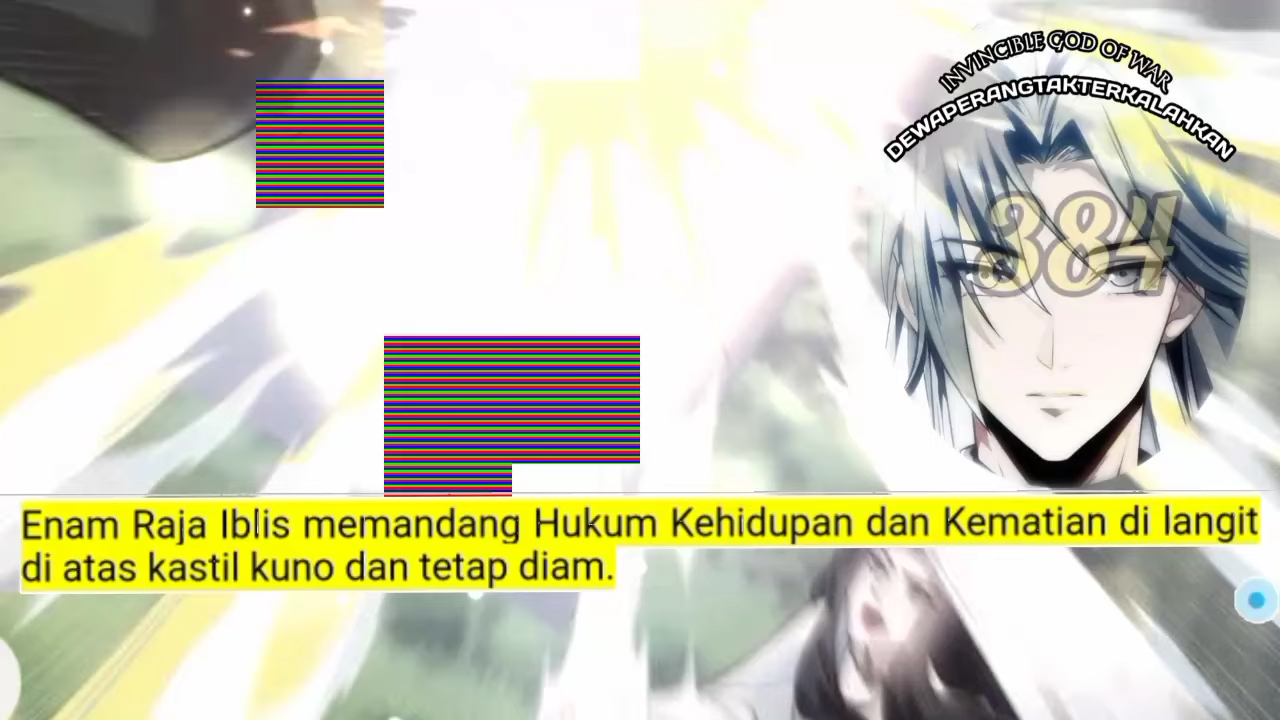 INVINCIBLE GOD OF WAR
DEWAPERANGTAKTERKALAHKAN
384
Enam Raja Iblis memandang Hukum Kehidupan dan Kematian di langit
di atas kastil kuno dan tetap diam.